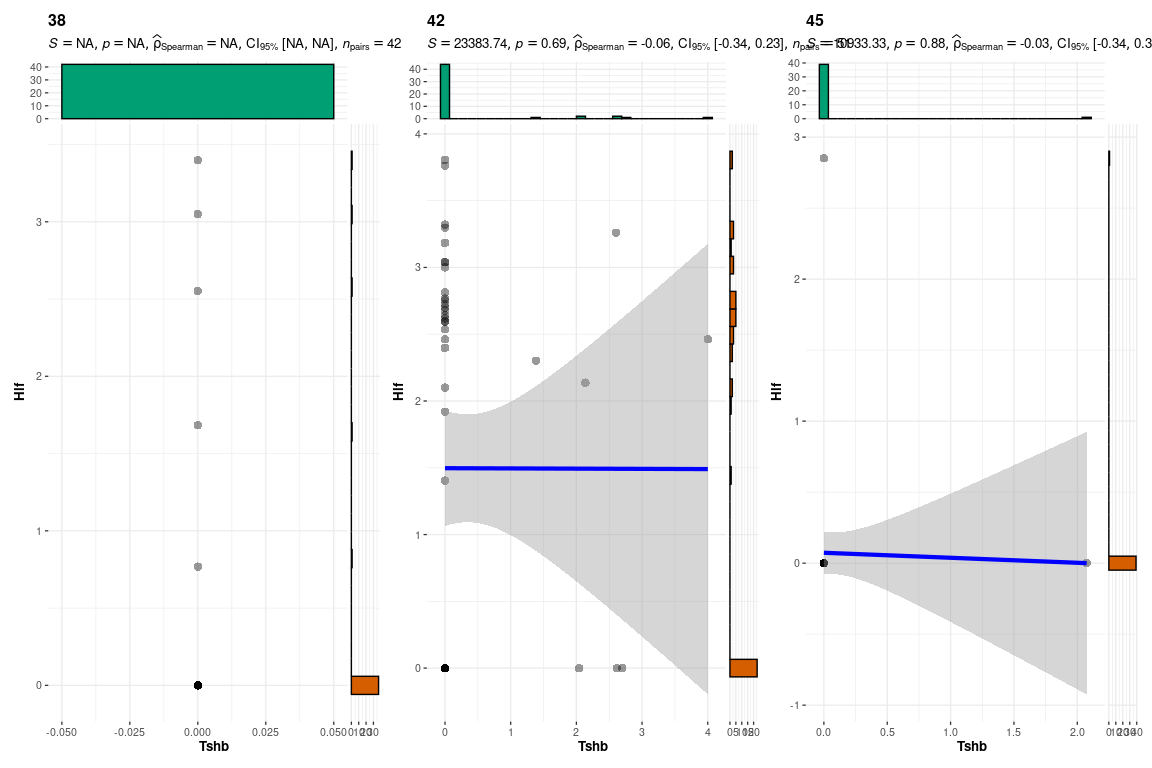 38
S = NA, p = NA, ρ̂Spearman = NA, CI95% [NA, NA], npairs = 42
40
30
20
10
0
3
2
1
0
Hlf
-0.050 -0.025 0.000 0.025 0.050
Tshb
42
S = 23383.74, p = 0.69, ρ̂Spearman = -0.06, CI95% [-0.34, 0.23], npairs
40
30
20
10
0
4
3
2
1
0
Hlf
0 1 2 3 4
Tshb
45
p = 0.88, ρ̂Spearman = -0.03, CI95% [-0.34, 0.3
40
30
20
10
0
3
2
1
0
-1
Hlf
0.0 0.5 1.0 1.5 2.0
Tshb